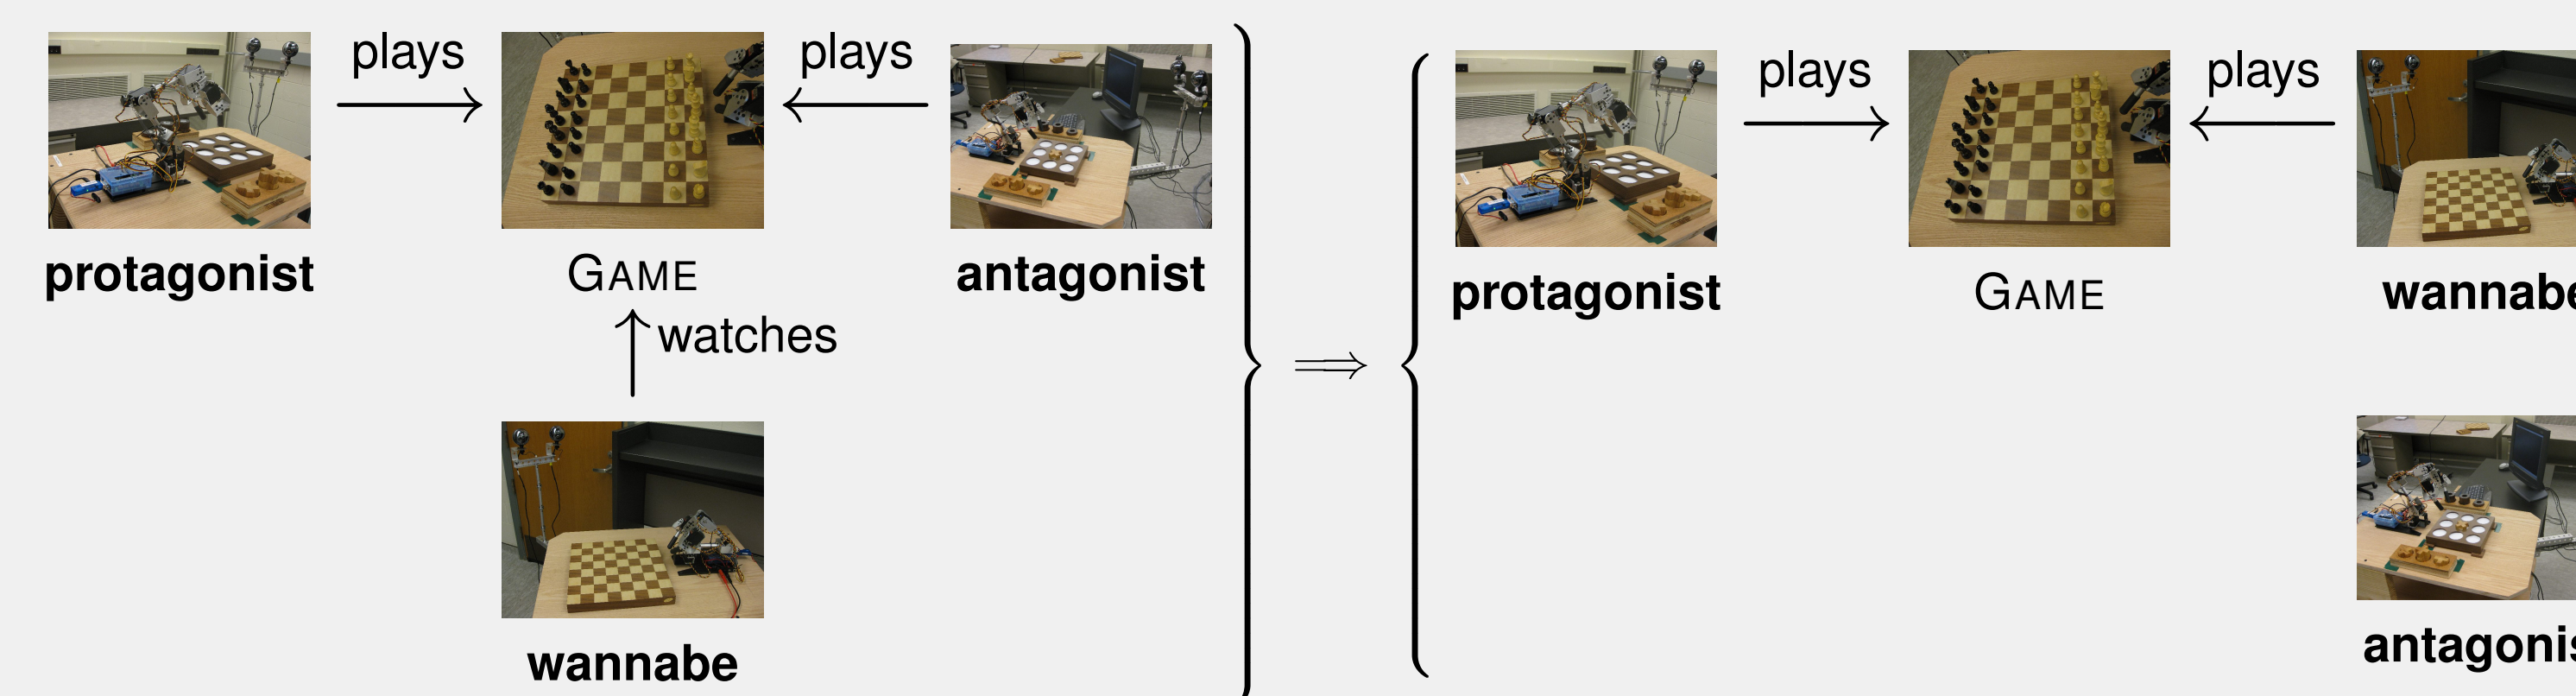 plays
plays
protagonist
GAME
antagonist
watches
wannabe
plays
plays
protagonist
GAME